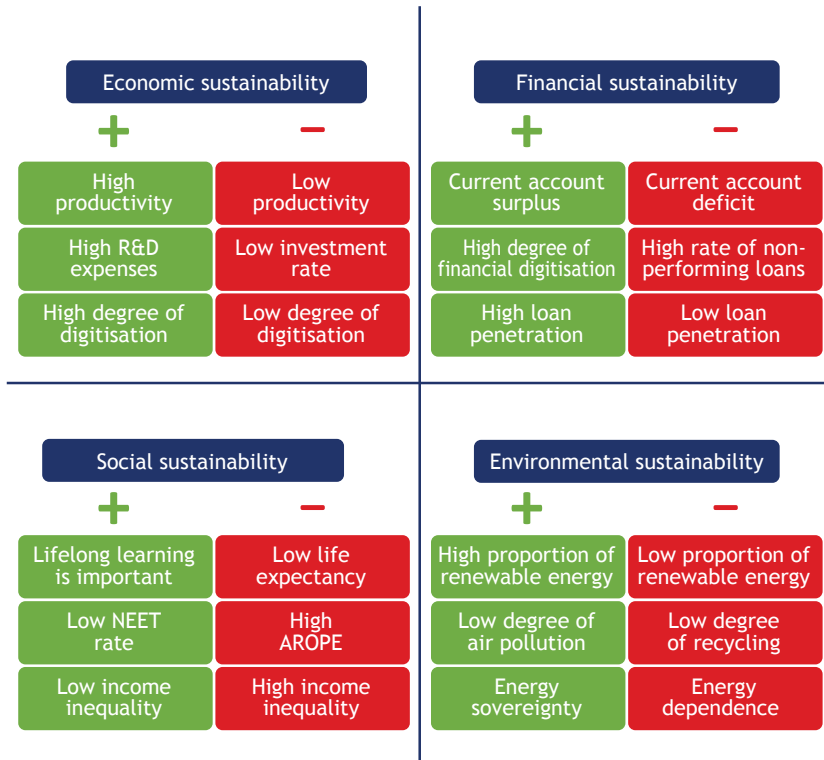 Economic sustainability
+
−
High
productivity
Low
productivity
High R&D
expenses
Low investment
rate
High degree of
digitisation
Low degree of
digitisation
Financial sustainability
+
−
Current account
surplus
Current account
deficit
High degree of
financial digitisation
High rate of non-
performing loans
High loan
penetration
Low loan
penetration
Social sustainability
+
−
Lifelong learning
is important
Low life
expectancy
Low NEET
rate
High
AROPE
Low income
inequality
High income
inequality
Environmental sustainability
+
−
High proportion of
renewable energy
Low proportion of
renewable energy
Low degree of
air pollution
Low degree
of recycling
Energy
sovereignty
Energy
dependence